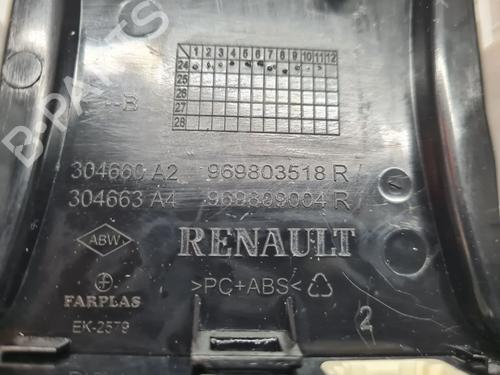 1 2 3 4 5 6 7 8 9 10 11 12
24
25
26
27
28
B
304660 A2 969803518 R
304663 A4 969809004 R
ABW
RENAULT
>PC+ABS<
FARPLAS
EK-2579
2
B-PARTS